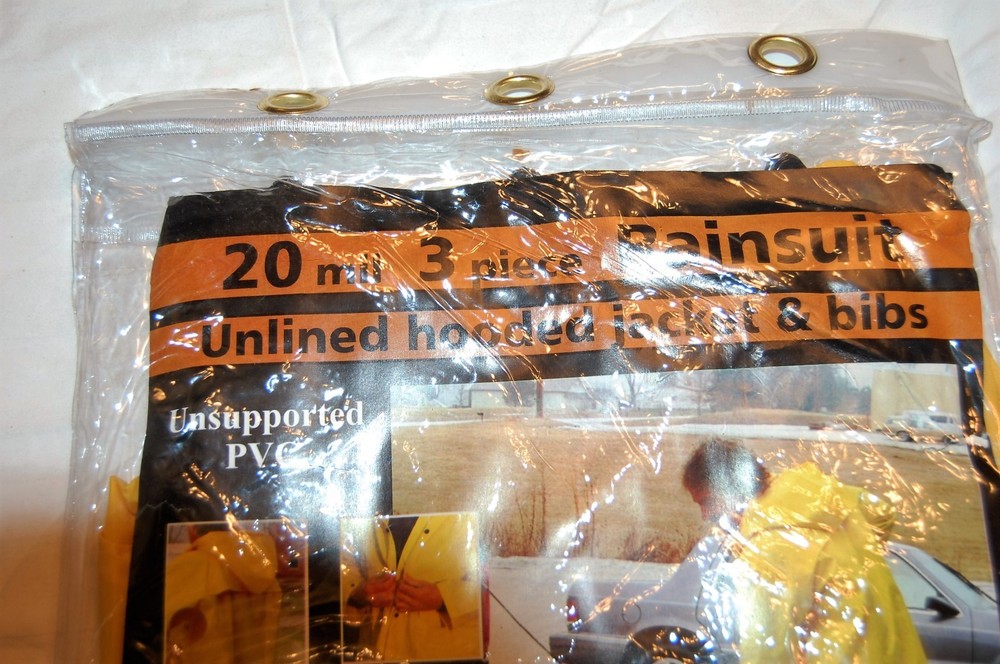 20 mil 3 piece Rainsuit
Unlined hooded jacket & bibs
Unsupported
PVC